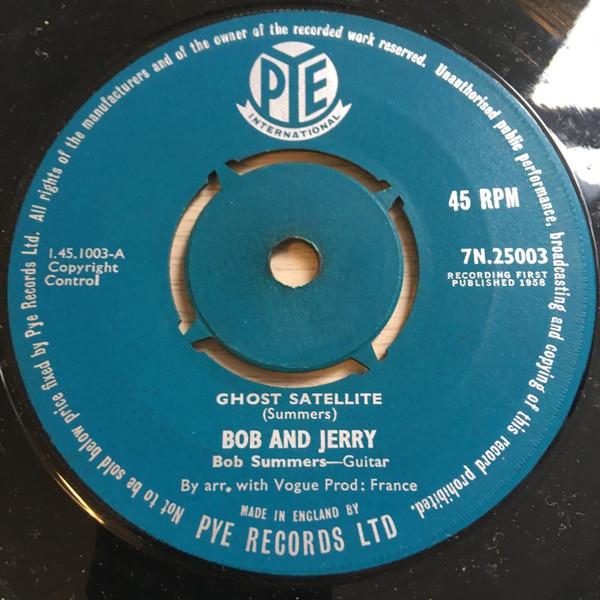 Not to be sold below price fixed by Pye Records Ltd. All rights of the manufacturers and of the owner of the recorded work reserved. Unauthorised public performance, broadcasting and copying of this record prohibited.
PYE
INTERNATIONAL
45 RPM
1.45.1003-A
Copyright
Control
7N.25003
RECORDING FIRST
PUBLISHED 1958
GHOST SATELLITE
(Summers)
BOB AND JERRY
Bob Summers—Guitar
By arr. with Vogue Prod: France
MADE IN ENGLAND BY
PYE RECORDS LTD